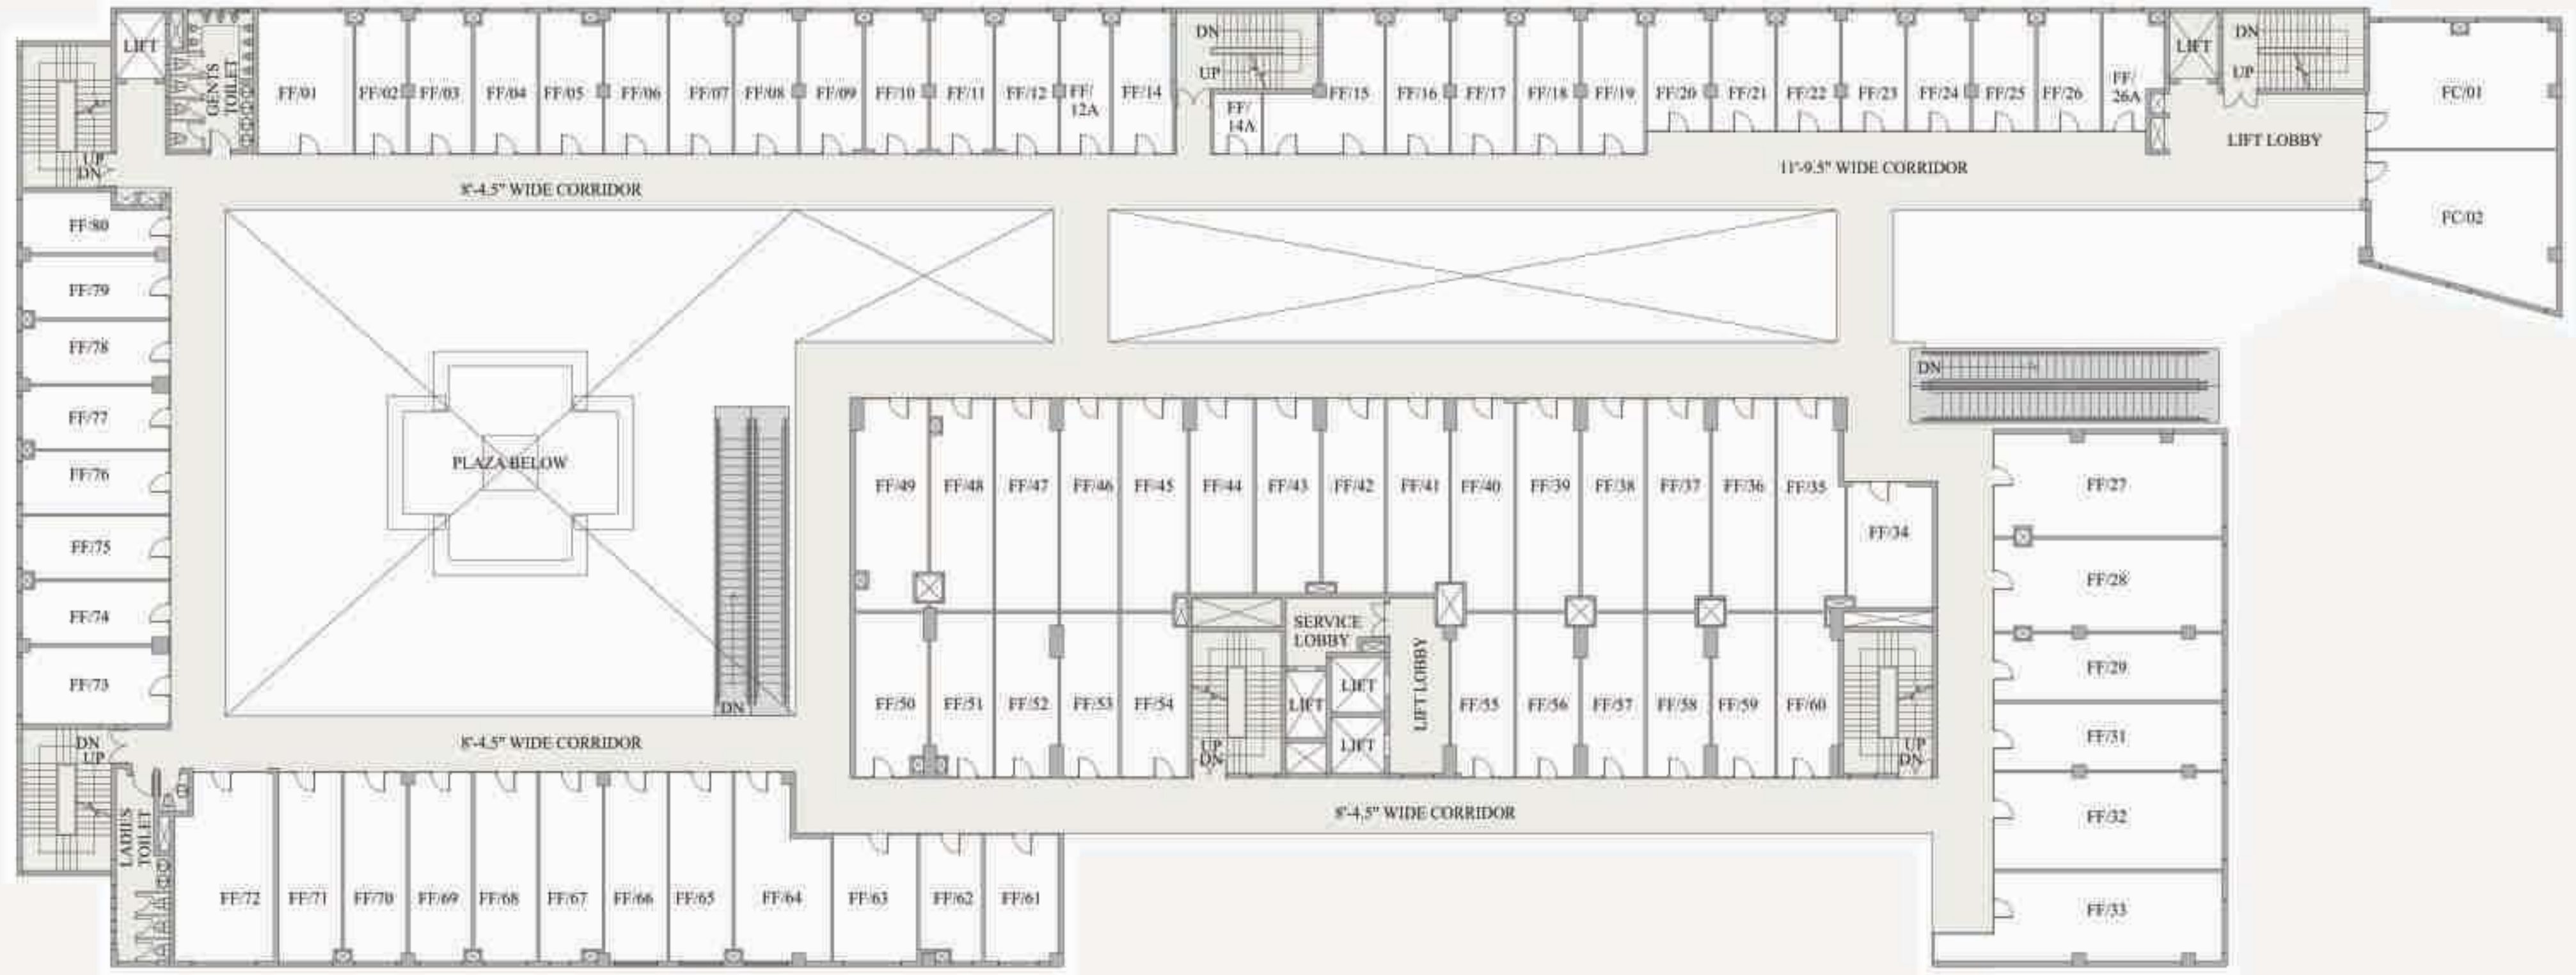 LIFT
GENTS
TOILET
FF/01
FF/02
FF/03
FF/04
FF/05
FF/06
FF/07
FF/08
FF/09
FF/10
FF/11
FF/12
FF/
12A
FF/14
DN
UP
FF/
14A
FF/15
FF/16
FF/17
FF/18
FF/19
FF/20
FF/21
FF/22
FF/23
FF/24
FF/25
FF/26
FF/
26A
LIFT
DN
UP
LIFT LOBBY
FC/01
FC/02
UP
DN
8'-4.5" WIDE CORRIDOR
11'-9.5" WIDE CORRIDOR
FF/80
FF/79
FF/78
FF/77
FF/76
FF/75
FF/74
FF/73
PLAZA BELOW
DN
DN
FF/49
FF/48
FF/47
FF/46
FF/45
FF/44
FF/43
FF/42
FF/41
FF/40
FF/39
FF/38
FF/37
FF/36
FF/35
FF/34
FF/27
FF/28
FF/29
FF/31
FF/32
FF/33
SERVICE
LOBBY
LIFT
LIFT
LIFT
LIFT LOBBY
FF/50
FF/51
FF/52
FF/53
FF/54
UP
DN
FF/55
FF/56
FF/57
FF/58
FF/59
FF/60
UP
DN
DN
UP
8'-4.5" WIDE CORRIDOR
8'-4.5" WIDE CORRIDOR
LADIES
TOILET
FF/72
FF/71
FF/70
FF/69
FF/68
FF/67
FF/66
FF/65
FF/64
FF/63
FF/62
FF/61